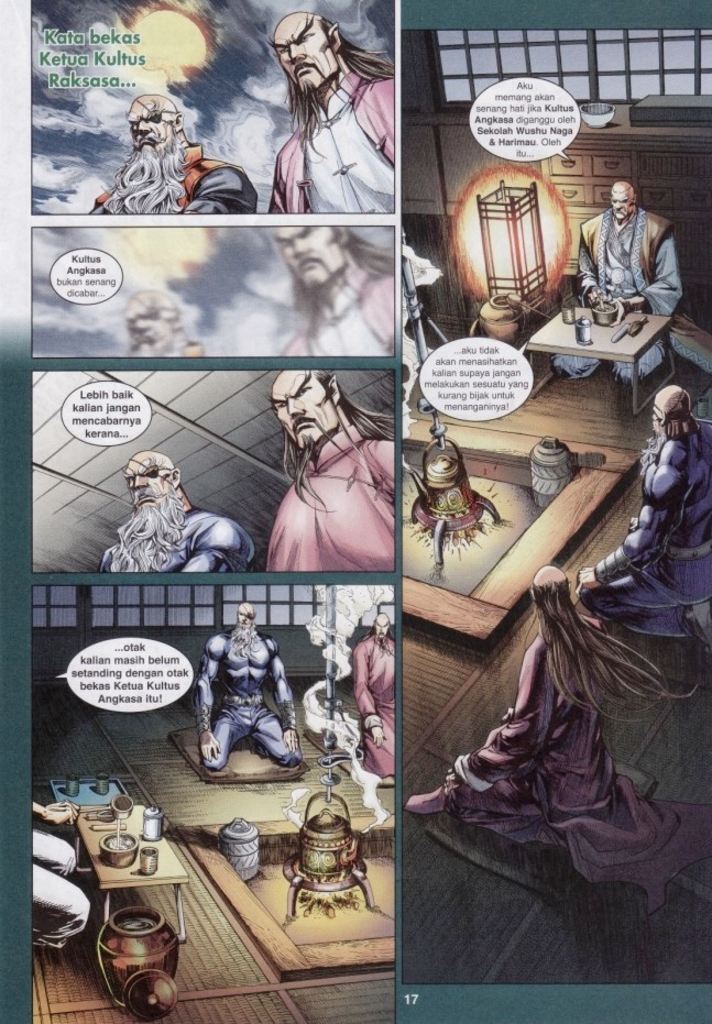 Kata bekas
Ketua Kultus
Raksasa...
Kultus
Angkasa
bukan senang
dicabar...
Lebih baik
kalian jangan
mencabarnya
kerana...
...otak
kalian masih belum
setanding dengan otak
bekas Ketua Kultus
Angkasa itu!
Aku
memang akan
senang hati jika Kultus
Angkasa diganggu oleh
Sekolah Wushu Naga
& Harimau. Oleh
itu...
...aku tidak
akan menasihatkan
kalian supaya jangan
melakukan sesuatu yang
kurang bijak untuk
menanganinya!
17